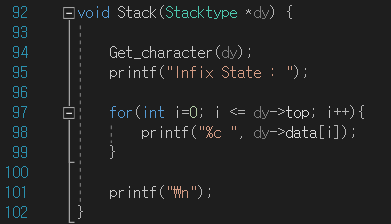 92 void Stack(Stacktype *dy) {
93
94 Get_character(dy);
95 printf("Infix State : ");
96
97 for(int i=0; i <= dy->top; i++){
98 printf("%c ", dy->data[i]);
99 }
100
101 printf("₩n");
102 }